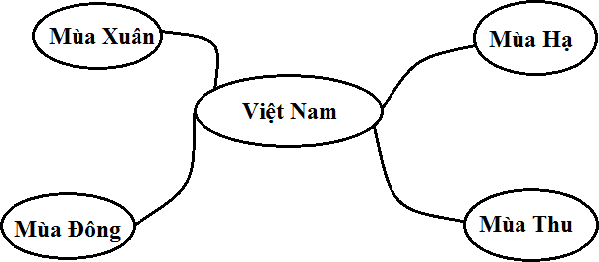 Mùa Xuân
Mùa Hạ
Việt Nam
Mùa Đông
Mùa Thu